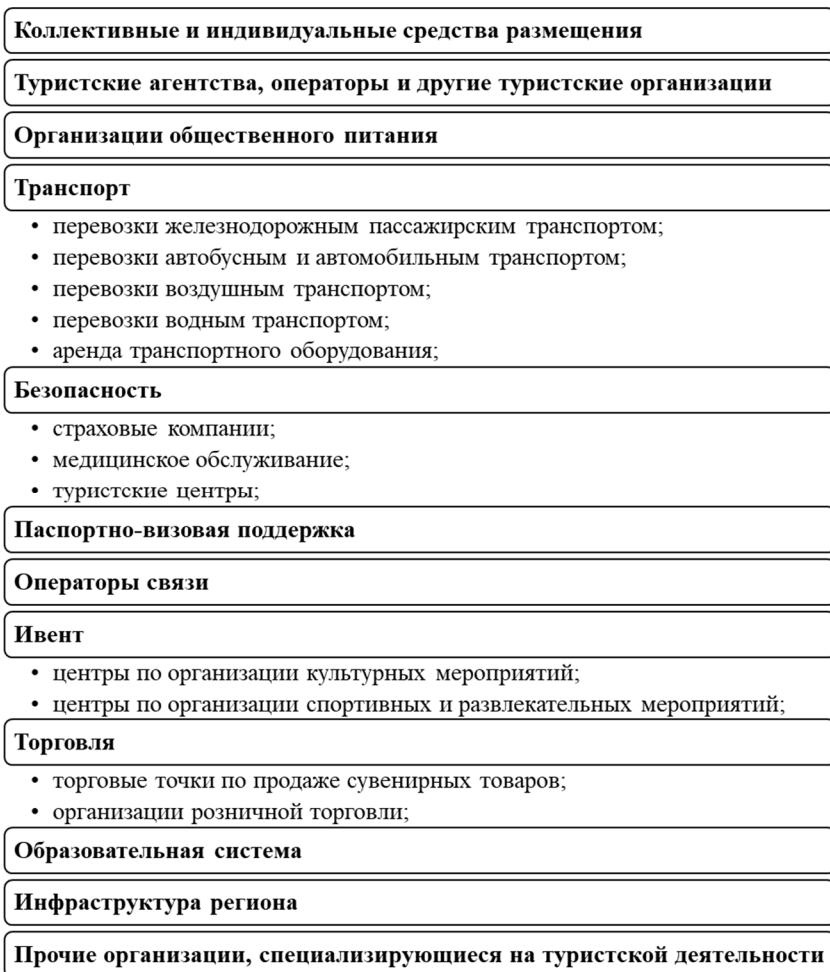 Коллективные и индивидуальные средства размещения
Туристские агентства, операторы и другие туристские организации
Организации общественного питания
Транспорт
• перевозки железнодорожным пассажирским транспортом;
• перевозки автобусным и автомобильным транспортом;
• перевозки воздушным транспортом;
• перевозки водным транспортом;
• аренда транспортного оборудования;
Безопасность
• страховые компании;
• медицинское обслуживание;
• туристские центры;
Паспортно-визовая поддержка
Операторы связи
Ивент
• центры по организации культурных мероприятий;
• центры по организации спортивных и развлекательных мероприятий;
Торговля
• торговые точки по продаже сувенирных товаров;
• организации розничной торговли;
Образовательная система
Инфраструктура региона
Прочие организации, специализирующиеся на туристской деятельности